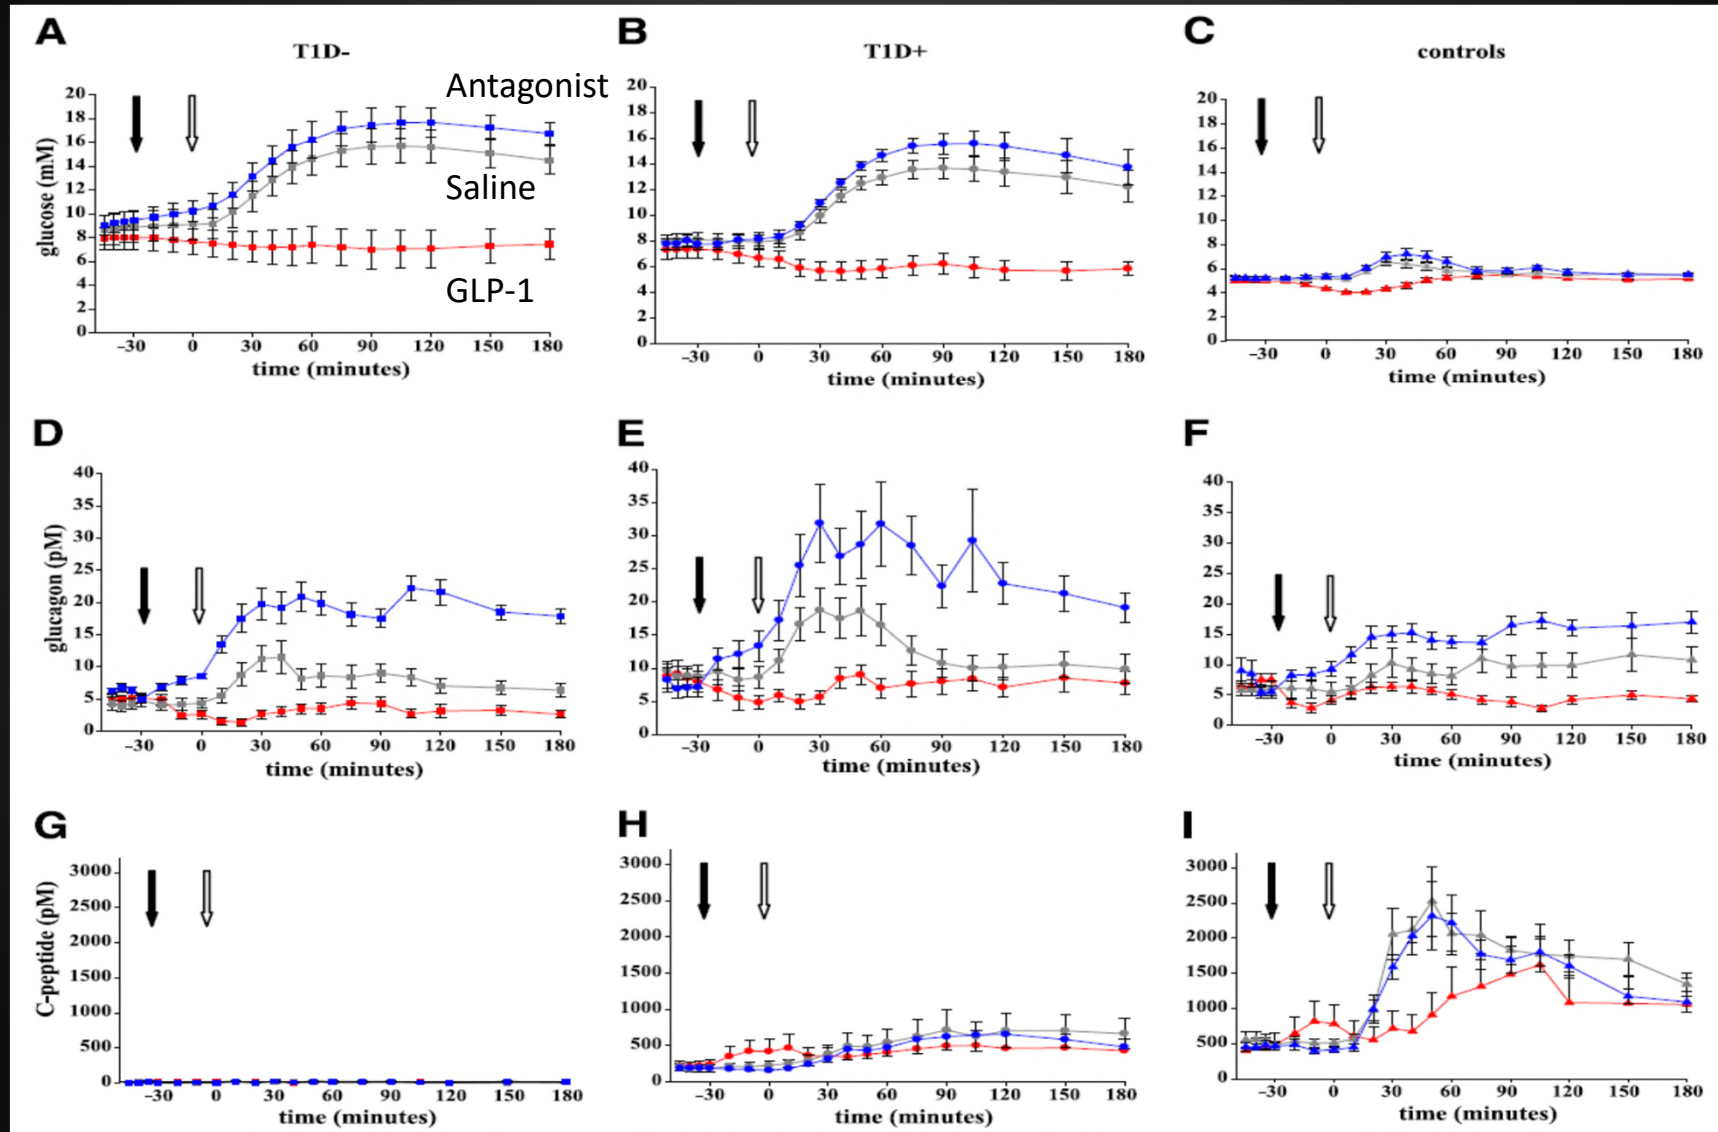 A
T1D-
Antagonist
Saline
GLP-1
glucose (mM)
20
18
16
14
12
10
8
6
4
2
0
-30 0 30 60 90 120 150 180
time (minutes)
B
T1D+
20
18
16
14
12
10
8
6
4
2
0
-30 0 30 60 90 120 150 180
time (minutes)
C
controls
20
18
16
14
12
10
8
6
4
2
0
-30 0 30 60 90 120 150 180
time (minutes)
D
glucagon (pM)
40
35
30
25
20
15
10
5
0
-30 0 30 60 90 120 150 180
time (minutes)
E
40
35
30
25
20
15
10
5
0
-30 0 30 60 90 120 150 180
time (minutes)
F
40
35
30
25
20
15
10
5
0
-30 0 30 60 90 120 150 180
time (minutes)
G
C-peptide (pM)
3000
2500
2000
1500
1000
500
0
-30 0 30 60 90 120 150 180
time (minutes)
H
3000
2500
2000
1500
1000
500
0
-30 0 30 60 90 120 150 180
time (minutes)
I
3000
2500
2000
1500
1000
500
0
-30 0 30 60 90 120 150 180
time (minutes)